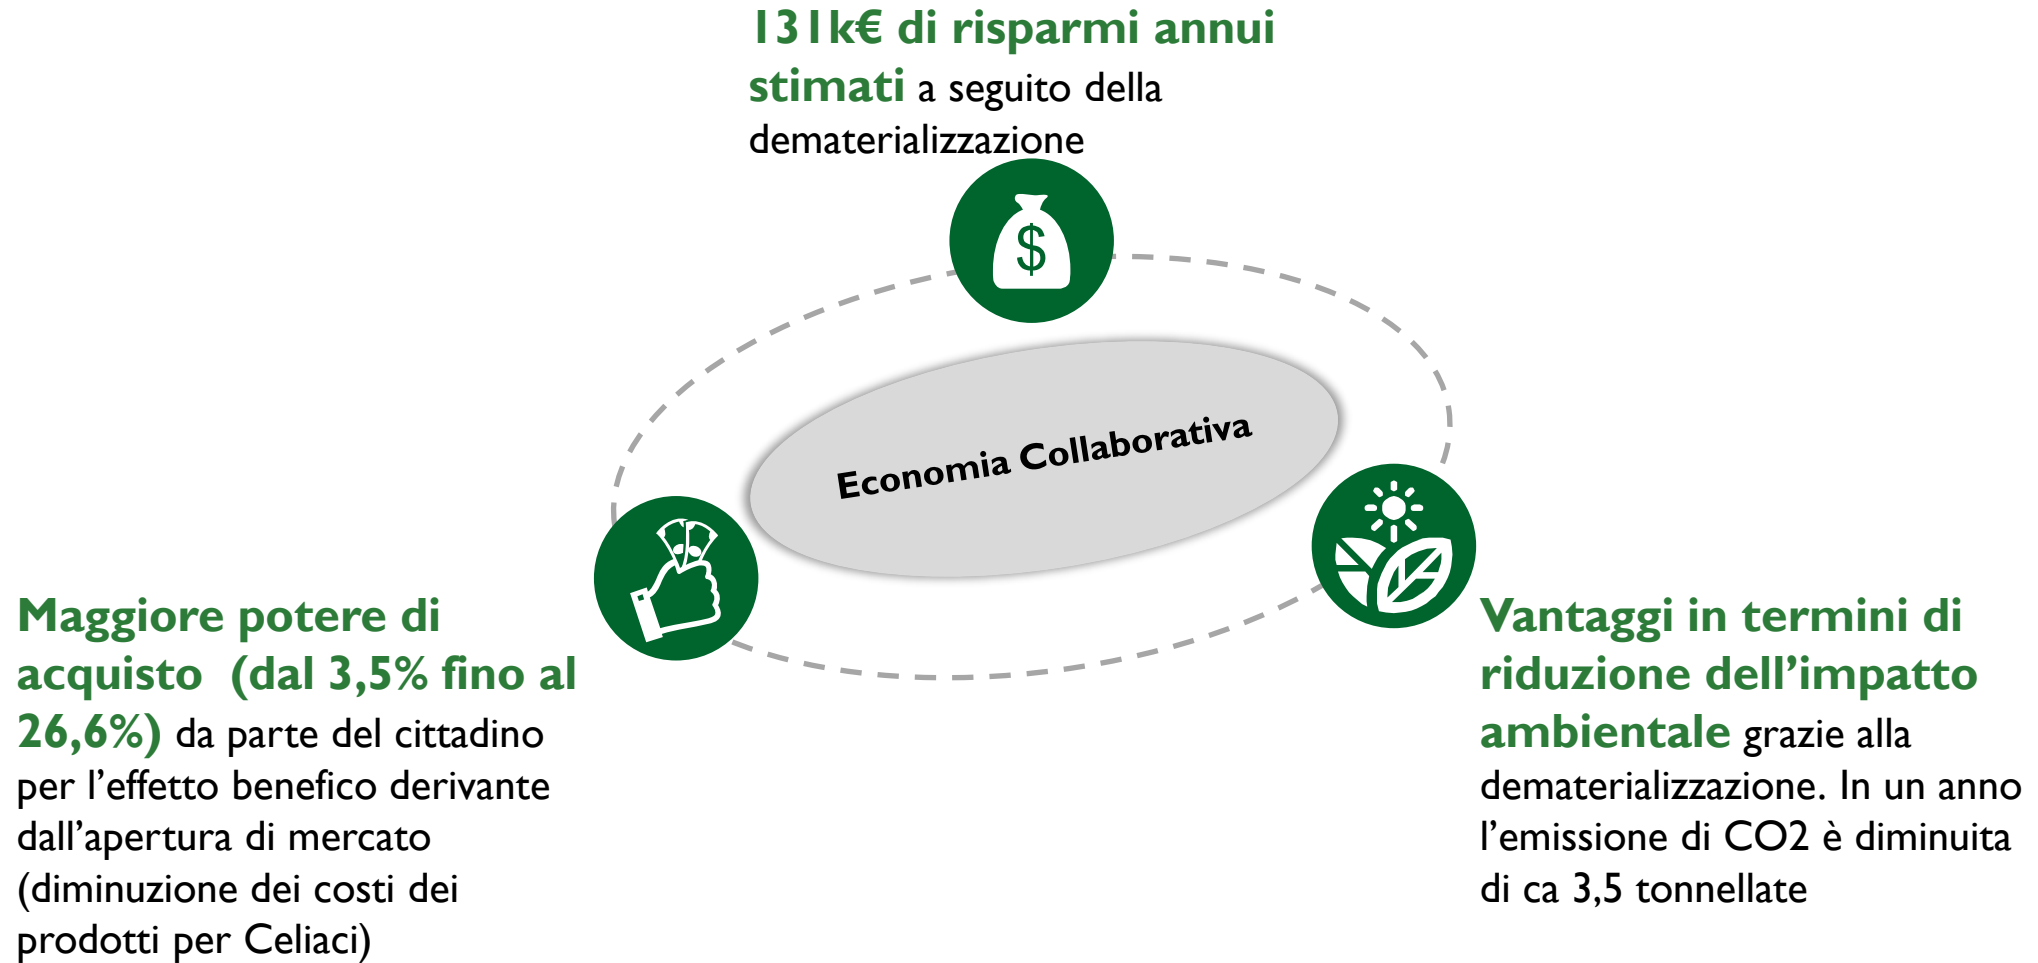 131k€ di risparmi annui
stimati a seguito della
dematerializzazione
$
Economia Collaborativa
Maggiore potere di
acquisto (dal 3,5% fino al
26,6%) da parte del cittadino
per l’effetto benefico derivante
dall’apertura di mercato
(diminuzione dei costi dei
prodotti per Celiaci)
Vantaggi in termini di
riduzione dell’impatto
ambientale grazie alla
dematerializzazione. In un anno
l’emissione di CO2 è diminuita
di ca 3,5 tonnellate